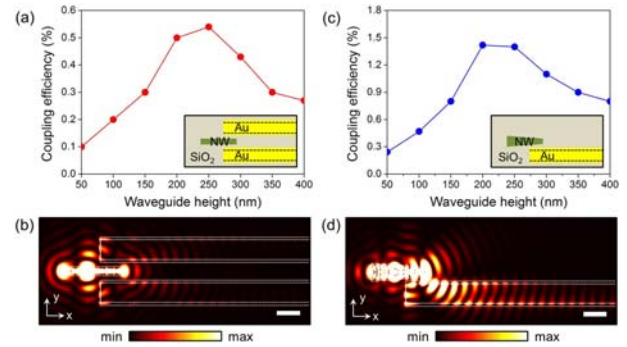 (a)
Coupling efficiency (%)
0.6
0.5
0.4
0.3
0.2
0.1
0.0
50 100 150 200 250 300 350 400
Waveguide height (nm)
Au
NW
SiO2
Au
(c)
Coupling efficiency (%)
1.8
1.5
1.2
0.9
0.6
0.3
0.0
50 100 150 200 250 300 350 400
Waveguide height (nm)
NW
SiO2
Au
(b)
y
x
min max
(d)
y
x
min max